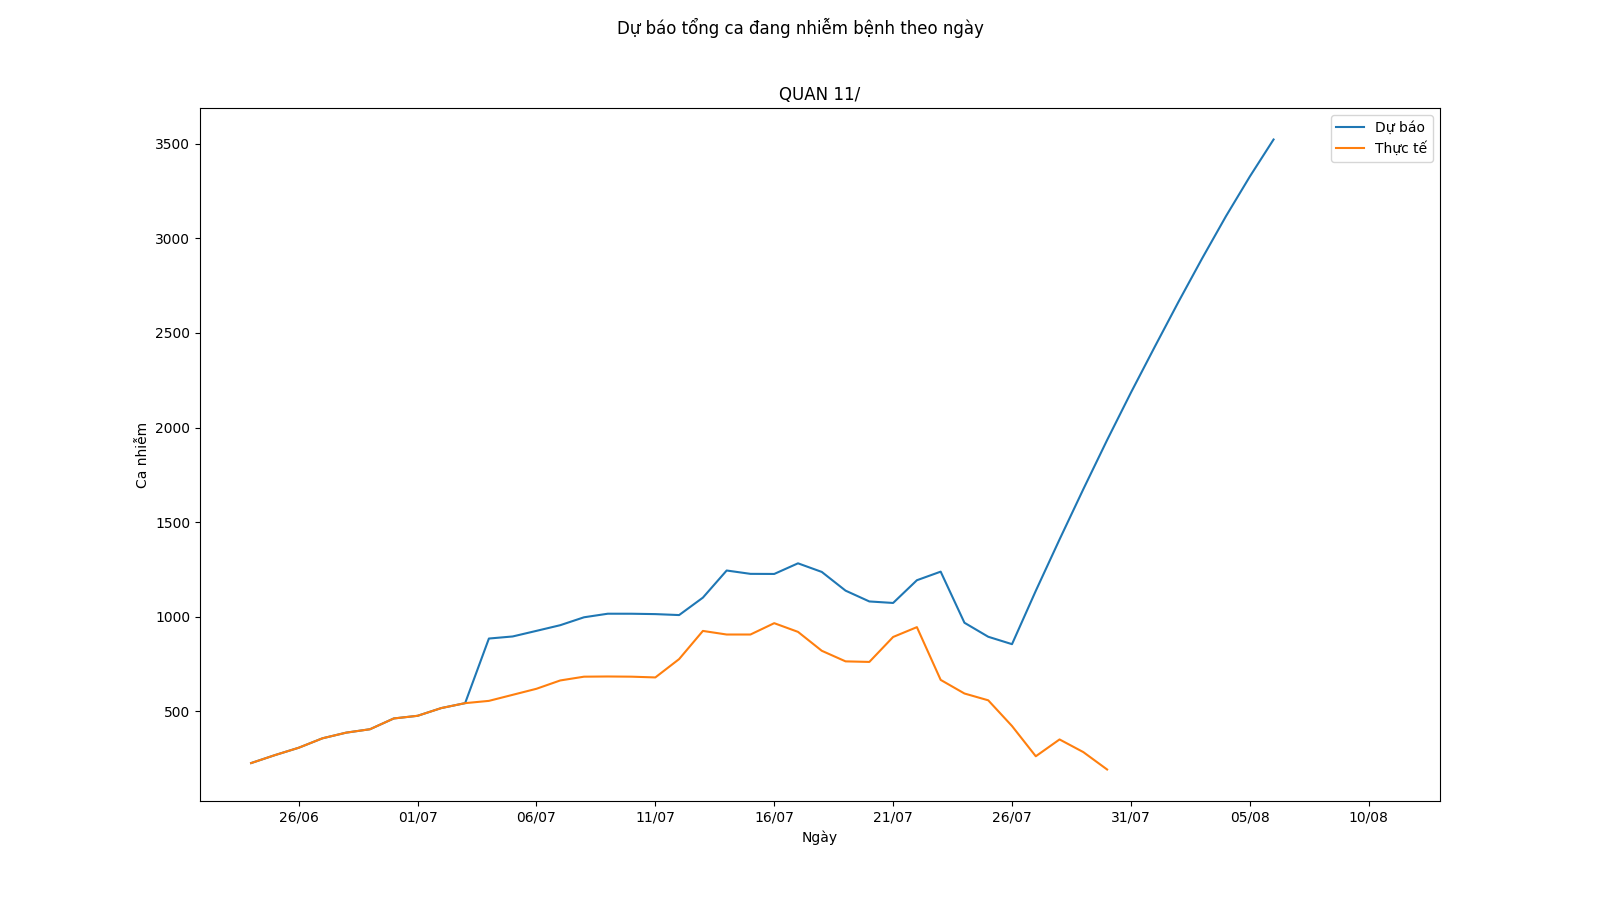 Dự báo tổng ca đang nhiễm bệnh theo ngày
QUAN 11/
Dự báo
Thực tế
3500
3000
2500
2000
1500
1000
500
Ca nhiễm
26/06 01/07 06/07 11/07 16/07 21/07 26/07 31/07 05/08 10/08
Ngày